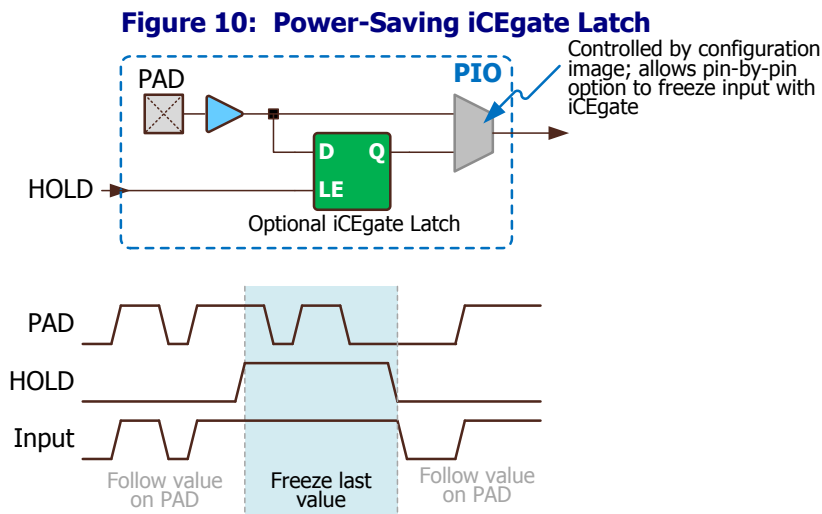 Figure 10: Power-Saving iCEgate Latch
Controlled by configuration
image; allows pin-by-pin
option to freeze input with
iCEgate
PIO
PAD
D Q
HOLD
LE
Optional iCEgate Latch
PAD
HOLD
Input
Follow value
on PAD
Freeze last
value
Follow value
on PAD